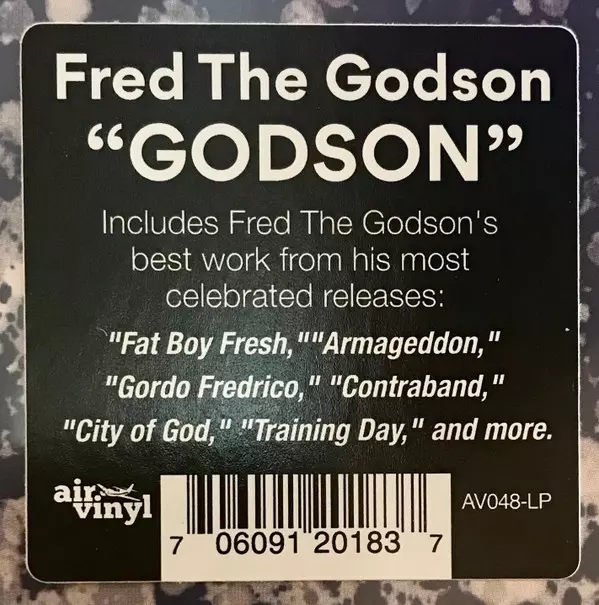 Fred The Godson
“GODSON”
Includes Fred The Godson's
best work from his most
celebrated releases:
"Fat Boy Fresh,""Armageddon,"
"Gordo Fredrico," "Contraband,"
"City of God," "Training Day," and more.
air
vinyl
AV048-LP
7 06091 20183 7